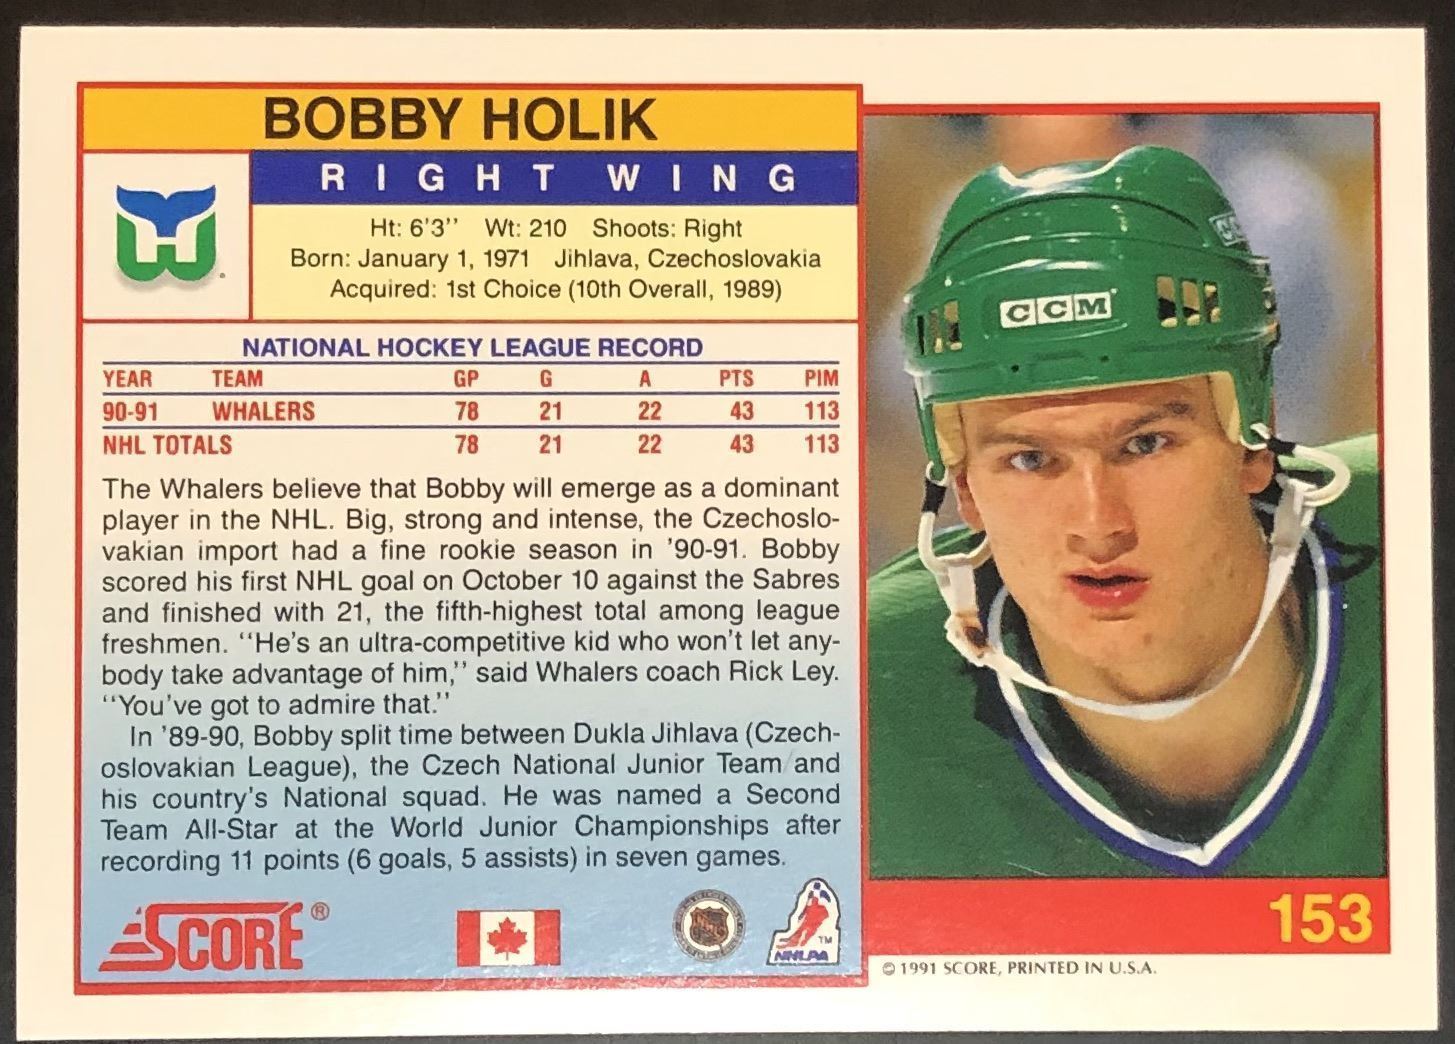 BOBBY HOLIK
RIGHT WING
Ht: 6'3'' Wt: 210 Shoots: Right
Born: January 1, 1971 Jihlava, Czechoslovakia
Acquired: 1st Choice (10th Overall, 1989)
NATIONAL HOCKEY LEAGUE RECORD
YEAR TEAM GP G A PTS PIM
90-91 WHALERS 78 21 22 43 113
NHL TOTALS 78 21 22 43 113
The Whalers believe that Bobby will emerge as a dominant
player in the NHL. Big, strong and intense, the Czechoslo-
vakian import had a fine rookie season in '90-91. Bobby
scored his first NHL goal on October 10 against the Sabres
and finished with 21, the fifth-highest total among league
freshmen. ''He's an ultra-competitive kid who won't let any-
body take advantage of him,'' said Whalers coach Rick Ley.
''You've got to admire that.''
In '89-90, Bobby split time between Dukla Jihlava (Czech-
oslovakian League), the Czech National Junior Team and
his country's National squad. He was named a Second
Team All-Star at the World Junior Championships after
recording 11 points (6 goals, 5 assists) in seven games.
SCORE®
NHL
TM
NHLPA
CCM
153
© 1991 SCORE, PRINTED IN U.S.A.